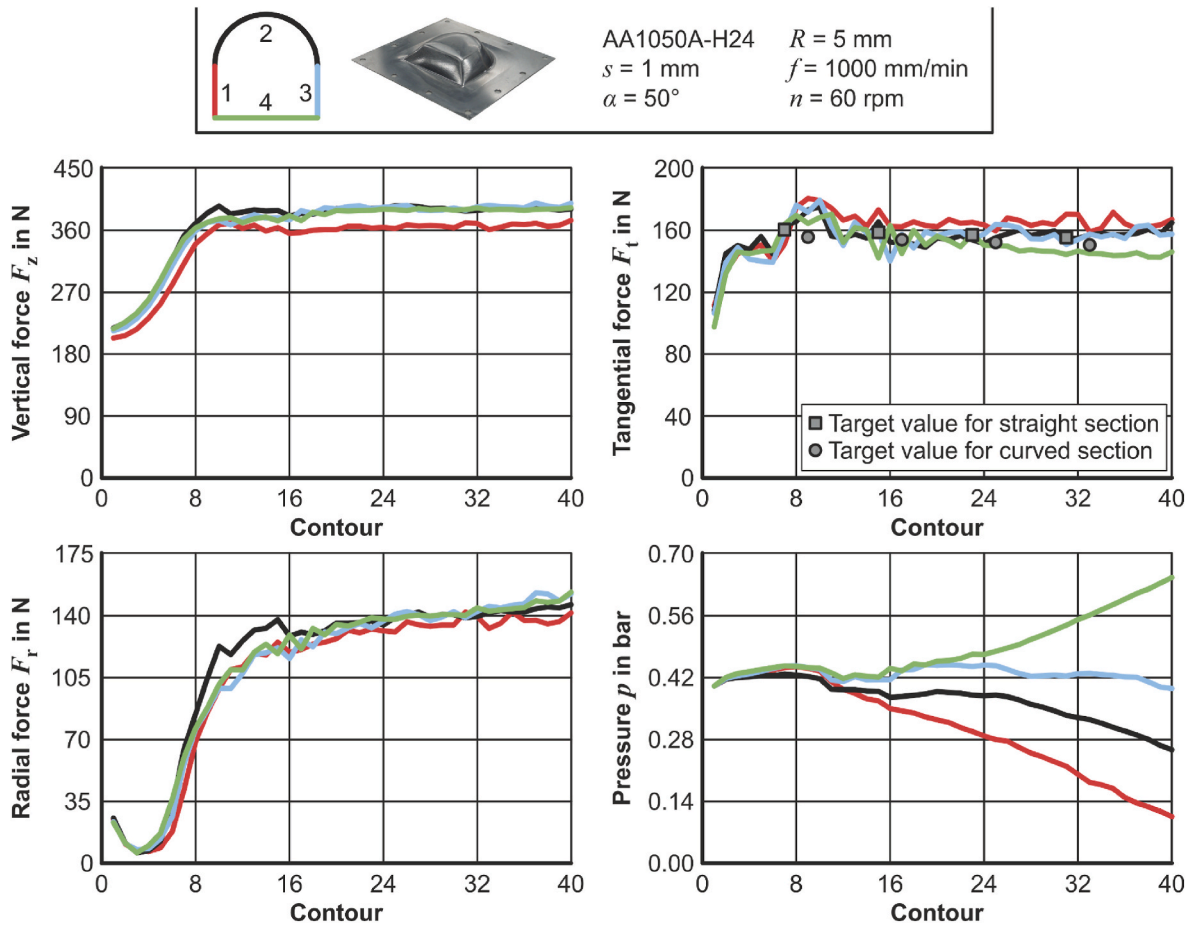 2
1
3
4
AA1050A-H24
s = 1 mm
α = 50°
R = 5 mm
f = 1000 mm/min
n = 60 rpm
Vertical force Fz in N
450
360
270
180
90
0
0 8 16 24 32 40
Contour
Tangential force Ft in N
200
160
120
80
40
0
Target value for straight section
Target value for curved section
0 8 16 24 32 40
Contour
Radial force Fr in N
175
140
105
70
35
0
0 8 16 24 32 40
Contour
Pressure p in bar
0.70
0.56
0.42
0.28
0.14
0.00
0 8 16 24 32 40
Contour